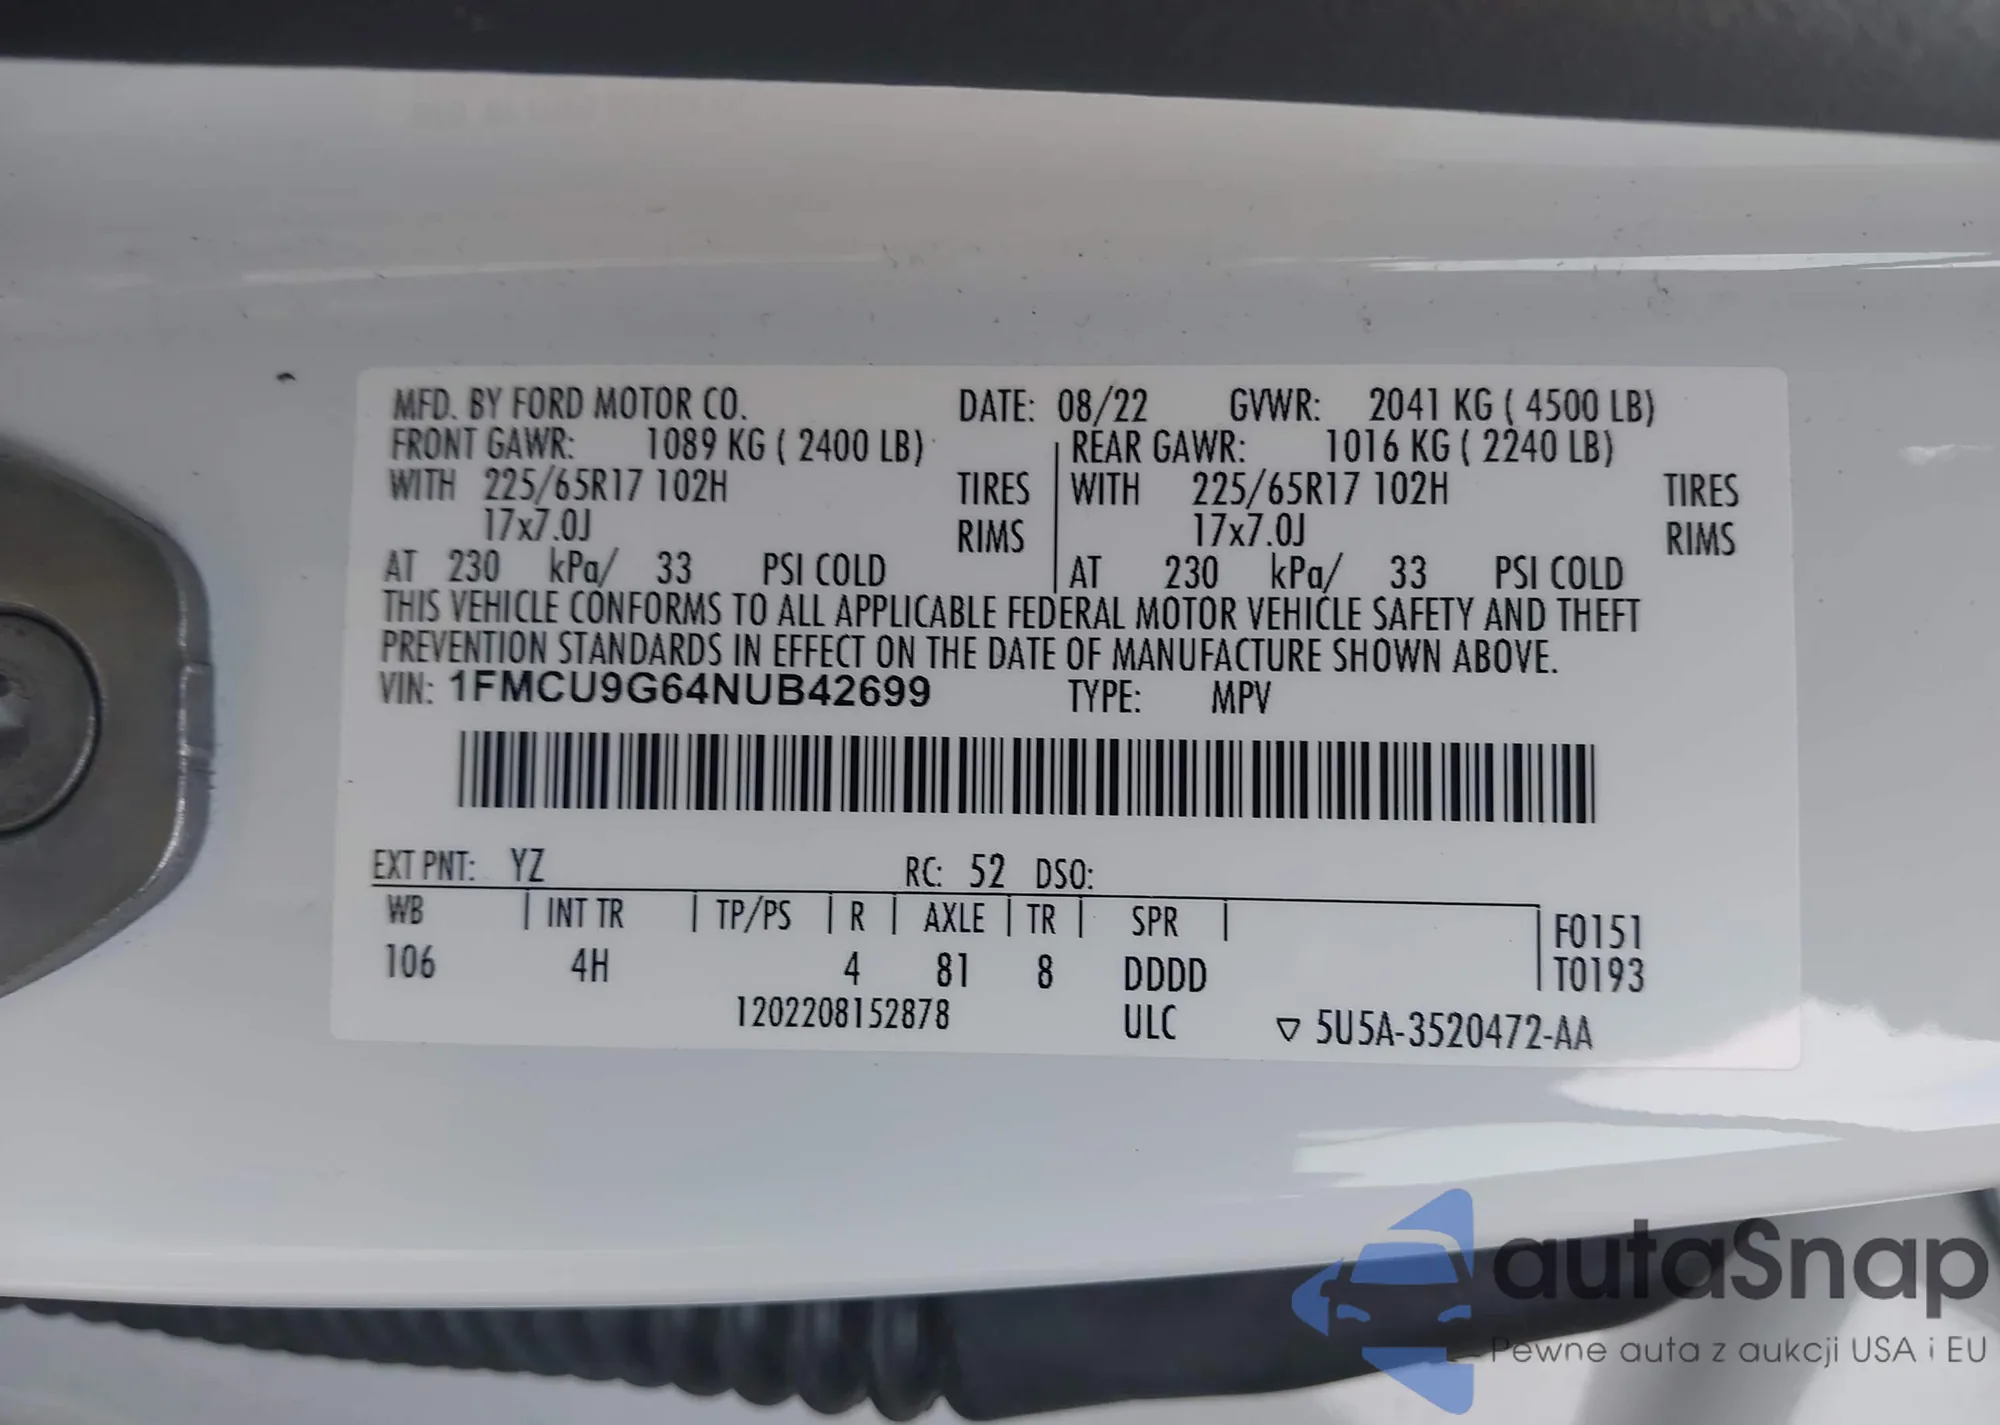 MFD. BY FORD MOTOR CO. DATE: 08/22 GVWR: 2041 KG ( 4500 LB)
FRONT GAWR: 1089 KG ( 2400 LB) REAR GAWR: 1016 KG ( 2240 LB)
WITH 225/65R17 102H TIRES WITH 225/65R17 102H TIRES
17x7.0J RIMS 17x7.0J RIMS
AT 230 kPa/ 33 PSI COLD AT 230 kPa/ 33 PSI COLD
THIS VEHICLE CONFORMS TO ALL APPLICABLE FEDERAL MOTOR VEHICLE SAFETY AND THEFT
PREVENTION STANDARDS IN EFFECT ON THE DATE OF MANUFACTURE SHOWN ABOVE.
VIN: 1FMCU9G64NUB42699 TYPE: MPV
EXT PNT: YZ RC: 52 DSO:
WB INT TR TP/PS R AXLE TR SPR F0151
106 4H 4 81 8 DDDD T0193
1202208152878 ULC ▽ 5U5A-3520472-AA
autoSnap
Pewne auta z aukcji USA i EU